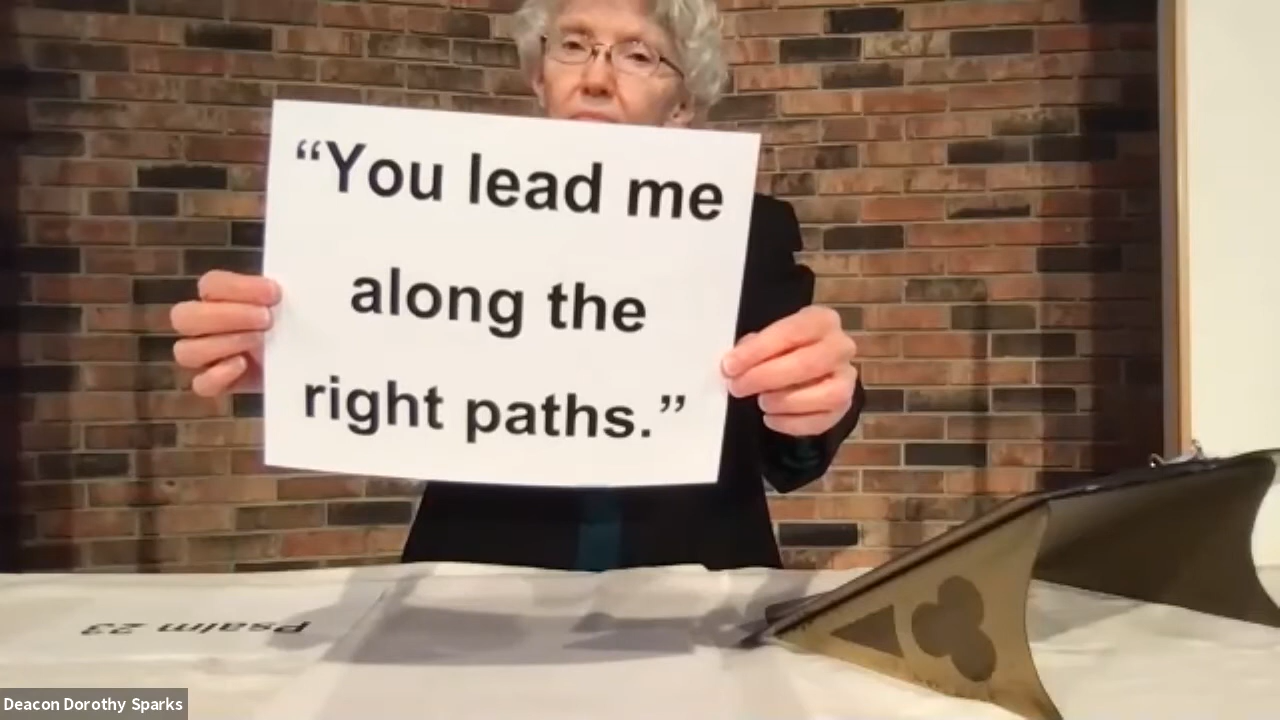 “You lead me
along the
right paths.”
Psalm 23
Deacon Dorothy Sparks